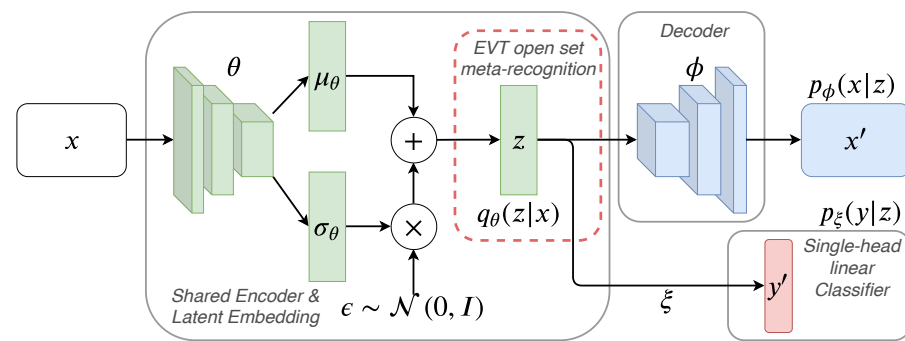 EVT open set
meta-recognition
Decoder
θ
μ_θ
ϕ
p_ϕ(x|z)
x
+
z
x′
q_θ(z|x)
σ_θ
×
p_ξ(y|z)
Single-head
linear
Classifier
y′
Shared Encoder &
Latent Embedding
ϵ ∼ 𝒩(0, I)
ξ